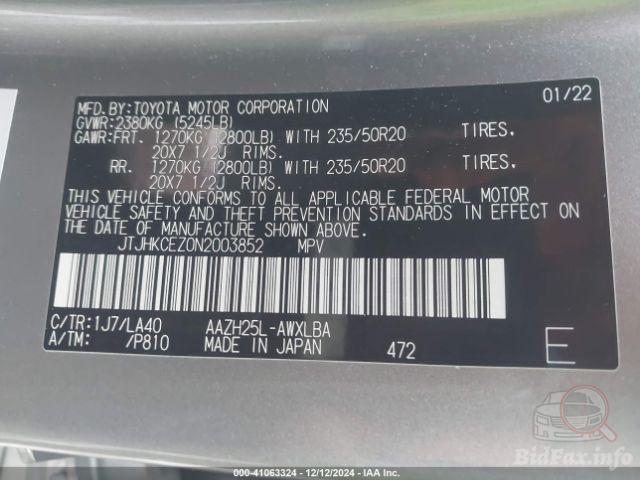 MFD. BY: TOYOTA MOTOR CORPORATION 01/22
GVWR: 2380KG (5245LB)
GAWR: FRT. 1270KG (2800LB) WITH 235/50R20 TIRES,
20X7 1/2J RIMS.
RR. 1270KG (2800LB) WITH 235/50R20 TIRES,
20X7 1/2J RIMS.
THIS VEHICLE CONFORMS TO ALL APPLICABLE FEDERAL MOTOR
VEHICLE SAFETY AND THEFT PREVENTION STANDARDS IN EFFECT ON
THE DATE OF MANUFACTURE SHOWN ABOVE.
JTJHKCEZ0N2003852 MPV
C/TR: 1J7/LA40 AAZH25L-AWXLBA
A/TM: /P810 MADE IN JAPAN 472 E
BidFax.info
000-41063324 - 12/12/2024 - IAA Inc.